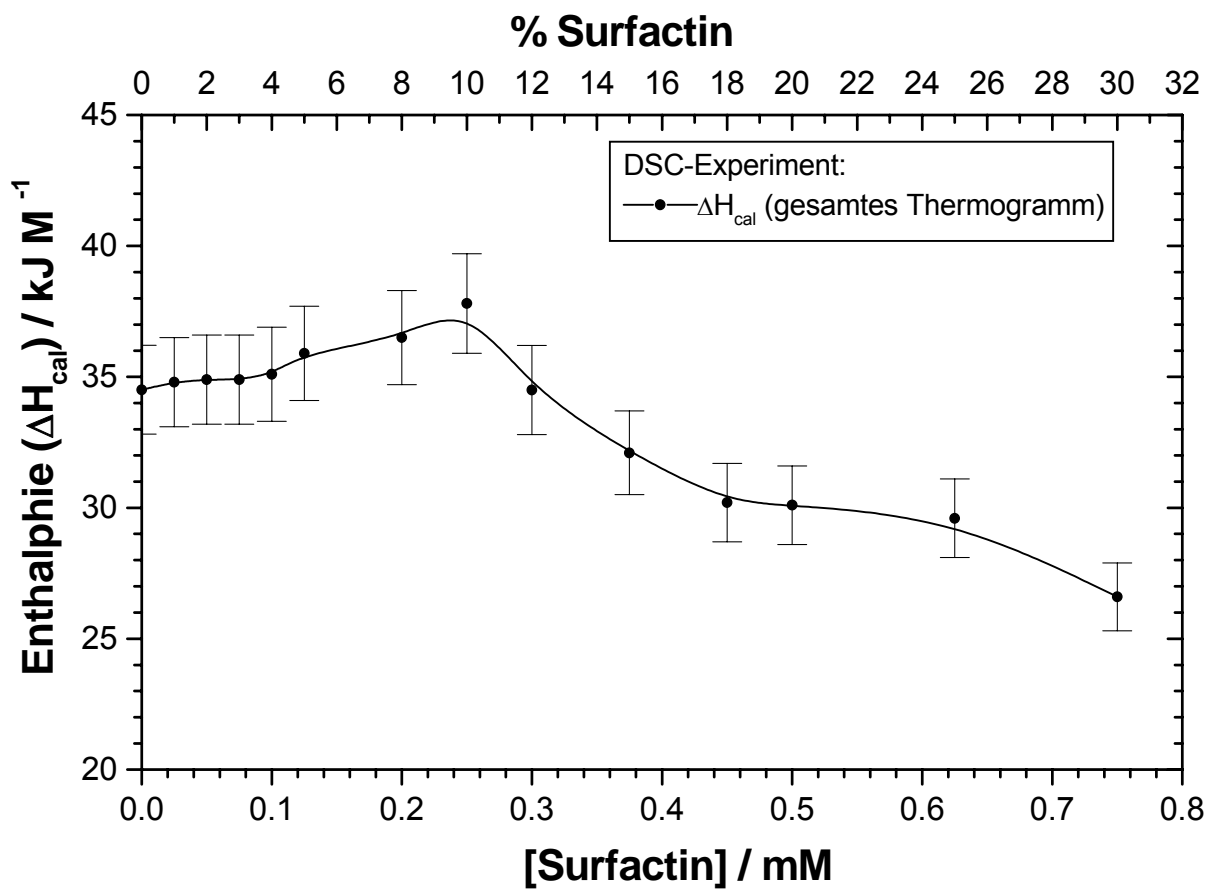 % Surfactin
0 2 4 6 8 10 12 14 16 18 20 22 24 26 28 30 32
45
40
35
30
25
20
Enthalphie (ΔH_cal) / kJ M ⁻¹
DSC-Experiment:
ΔH_cal (gesamtes Thermogramm)
0.0 0.1 0.2 0.3 0.4 0.5 0.6 0.7 0.8
[Surfactin] / mM